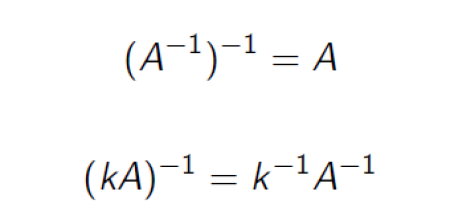 (A⁻¹)⁻¹ = A
(kA)⁻¹ = k⁻¹A⁻¹